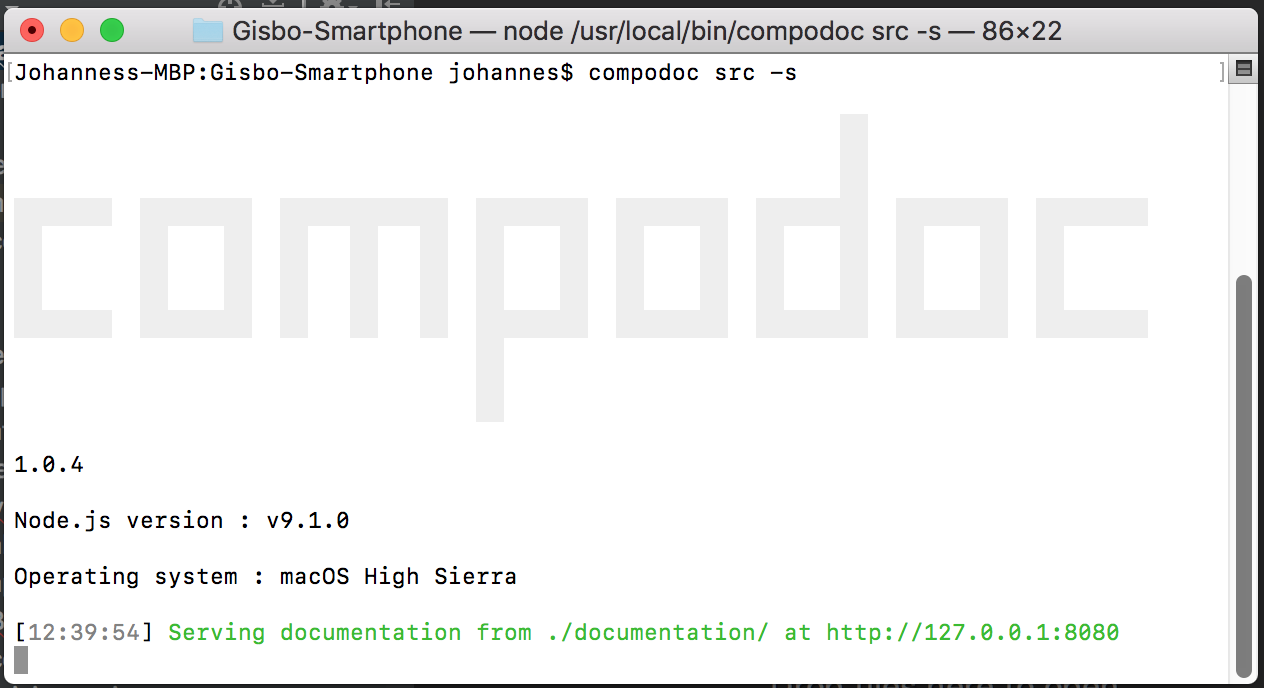 Gisbo-Smartphone — node /usr/local/bin/compodoc src -s — 86×22
[Johanness-MBP:Gisbo-Smartphone johannes$ compodoc src -s ]
compodoc
1.0.4
Node.js version : v9.1.0
Operating system : macOS High Sierra
[12:39:54] Serving documentation from ./documentation/ at http://127.0.0.1:8080